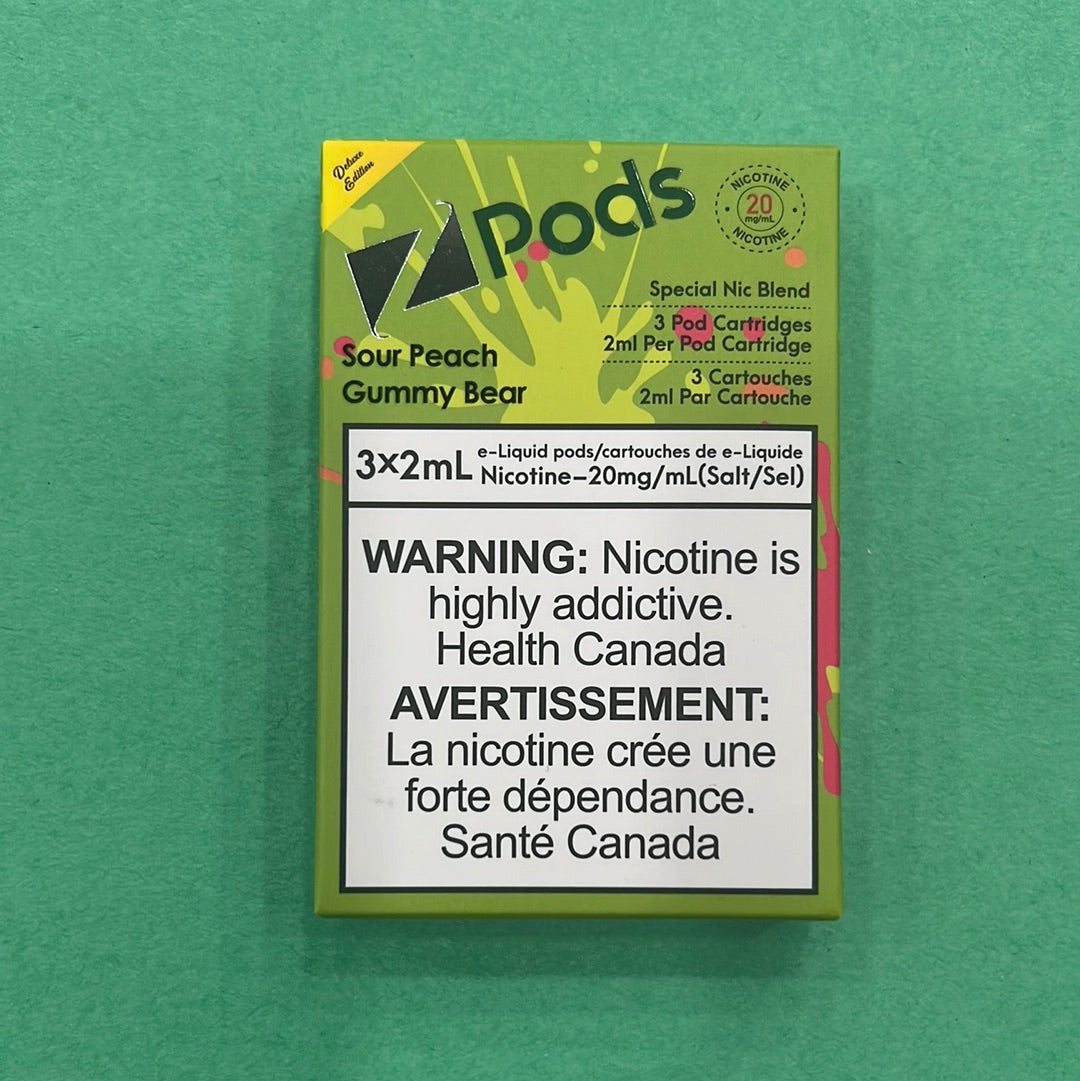 Deluxe
Edition
Z Pods
NICOTINE
20
mg/mL
NICOTINE
Special Nic Blend
3 Pod Cartridges
2ml Per Pod Cartridge
3 Cartouches
2ml Par Cartouche
Sour Peach
Gummy Bear
3×2mL
e-Liquid pods/cartouches de e-Liquide
Nicotine–20mg/mL(Salt/Sel)
WARNING: Nicotine is
highly addictive.
Health Canada
AVERTISSEMENT:
La nicotine crée une
forte dépendance.
Santé Canada